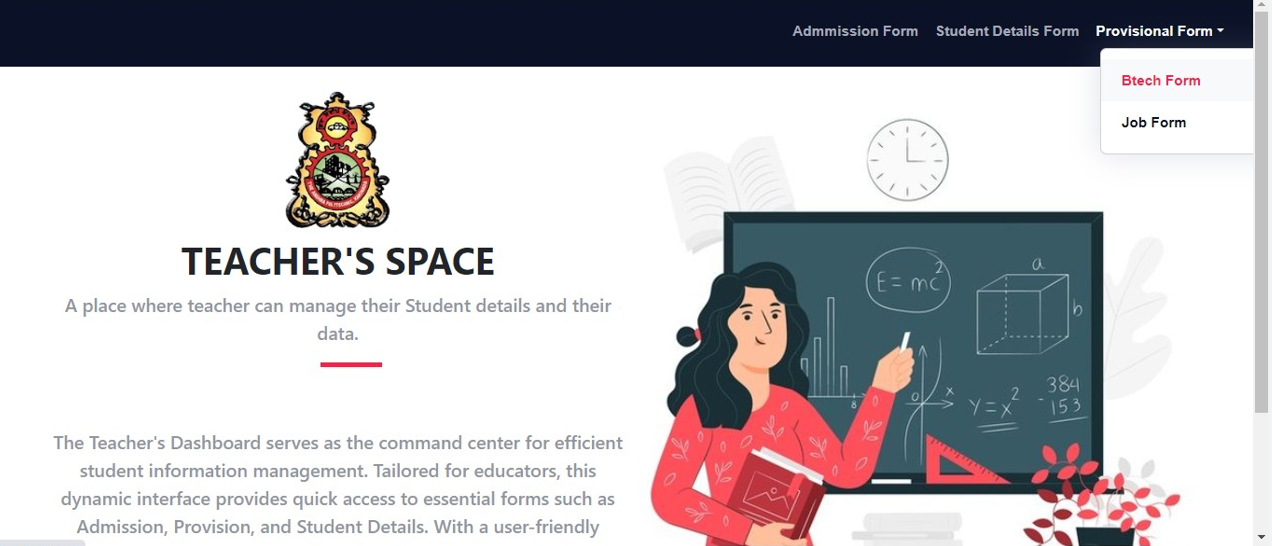 Admmission Form Student Details Form Provisional Form
Btech Form
Job Form
TEACHER'S SPACE
A place where teacher can manage their Student details and their
data.
The Teacher's Dashboard serves as the command center for efficient
student information management. Tailored for educators, this
dynamic interface provides quick access to essential forms such as
Admission, Provision, and Student Details. With a user-friendly
E = mc²
a
b
384
- 153
x
0
Y = x²